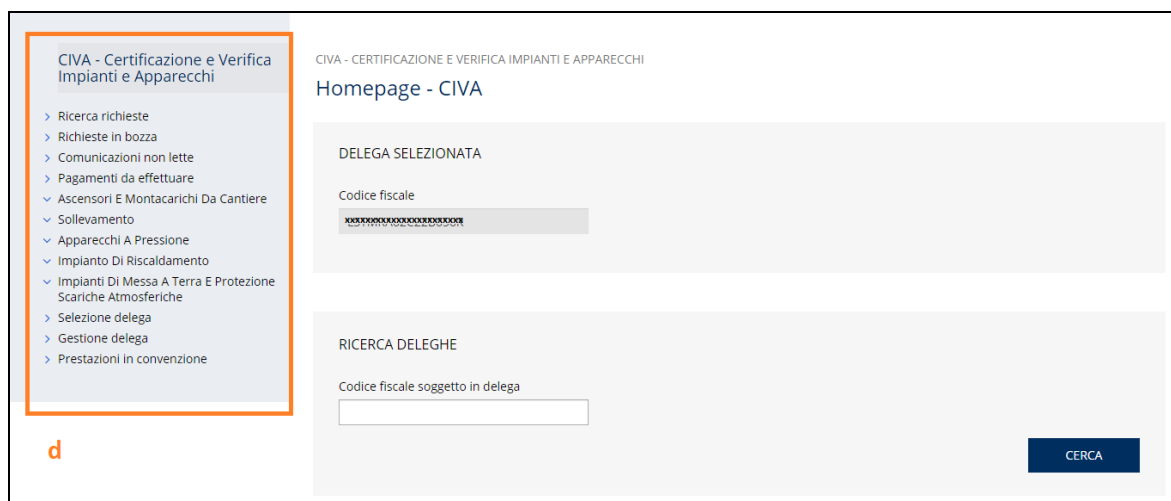 CIVA - Certificazione e Verifica
Impianti e Apparecchi
Ricerca richieste
Richieste in bozza
Comunicazioni non lette
Pagamenti da effettuare
Ascensori E Montacarichi Da Cantiere
Sollevamento
Apparecchi A Pressione
Impianto Di Riscaldamento
Impianti Di Messa A Terra E Protezione
Scariche Atmosferiche
Selezione delega
Gestione delega
Prestazioni in convenzione
d
CIVA - CERTIFICAZIONE E VERIFICA IMPIANTI E APPARECCHI
Homepage - CIVA
DELEGA SELEZIONATA
Codice fiscale
RICERCA DELEGHE
Codice fiscale soggetto in delega
CERCA